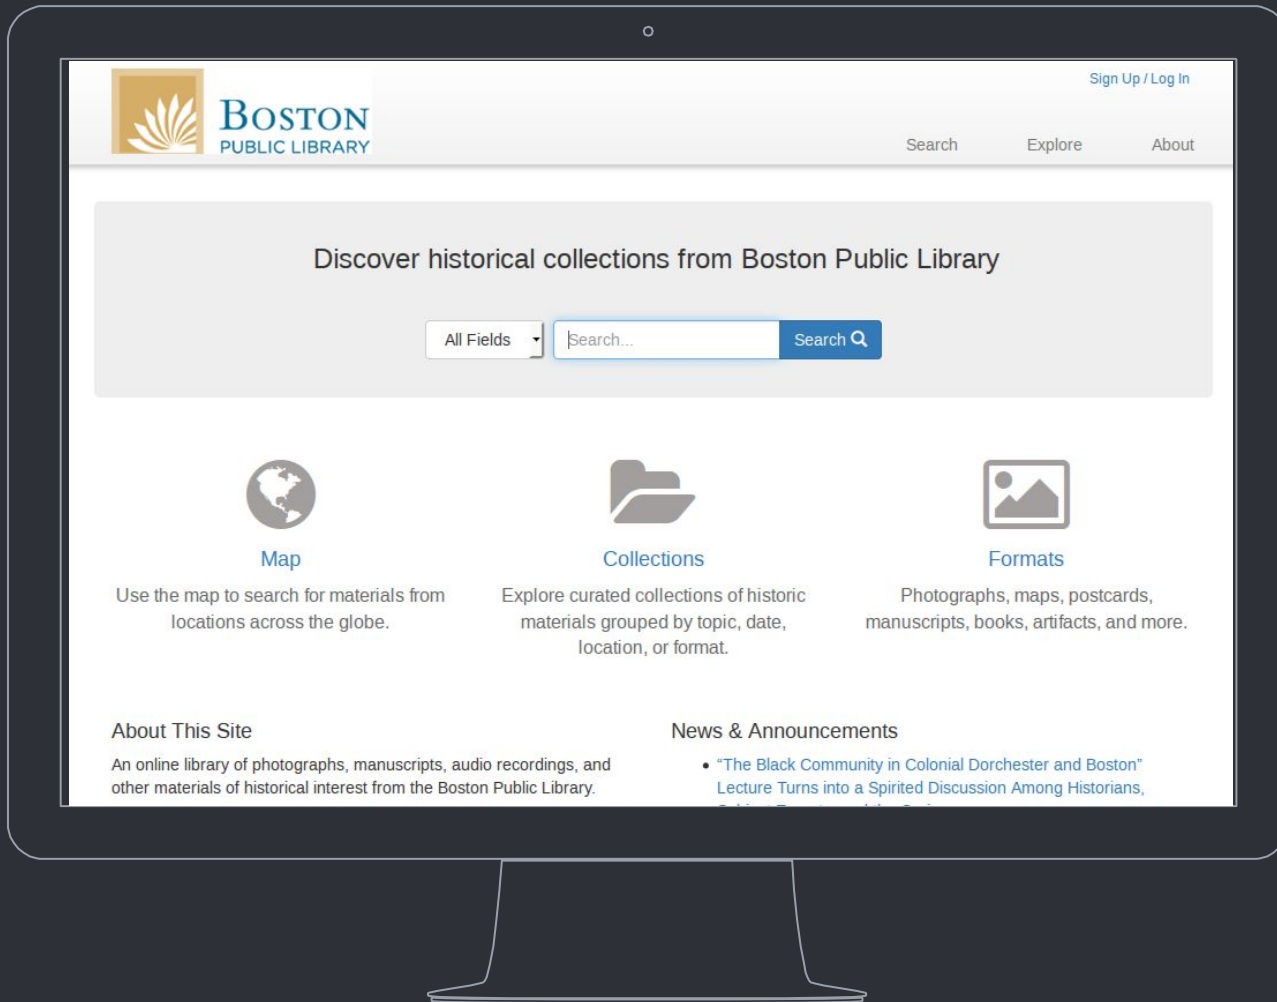 Sign Up / Log In
BOSTON
PUBLIC LIBRARY
Search Explore About
Discover historical collections from Boston Public Library
All Fields Search... Search
Map
Use the map to search for materials from
locations across the globe.
Collections
Explore curated collections of historic
materials grouped by topic, date,
location, or format.
Formats
Photographs, maps, postcards,
manuscripts, books, artifacts, and more.
About This Site
An online library of photographs, manuscripts, audio recordings, and
other materials of historical interest from the Boston Public Library.
News & Announcements
• “The Black Community in Colonial Dorchester and Boston”
Lecture Turns into a Spirited Discussion Among Historians,